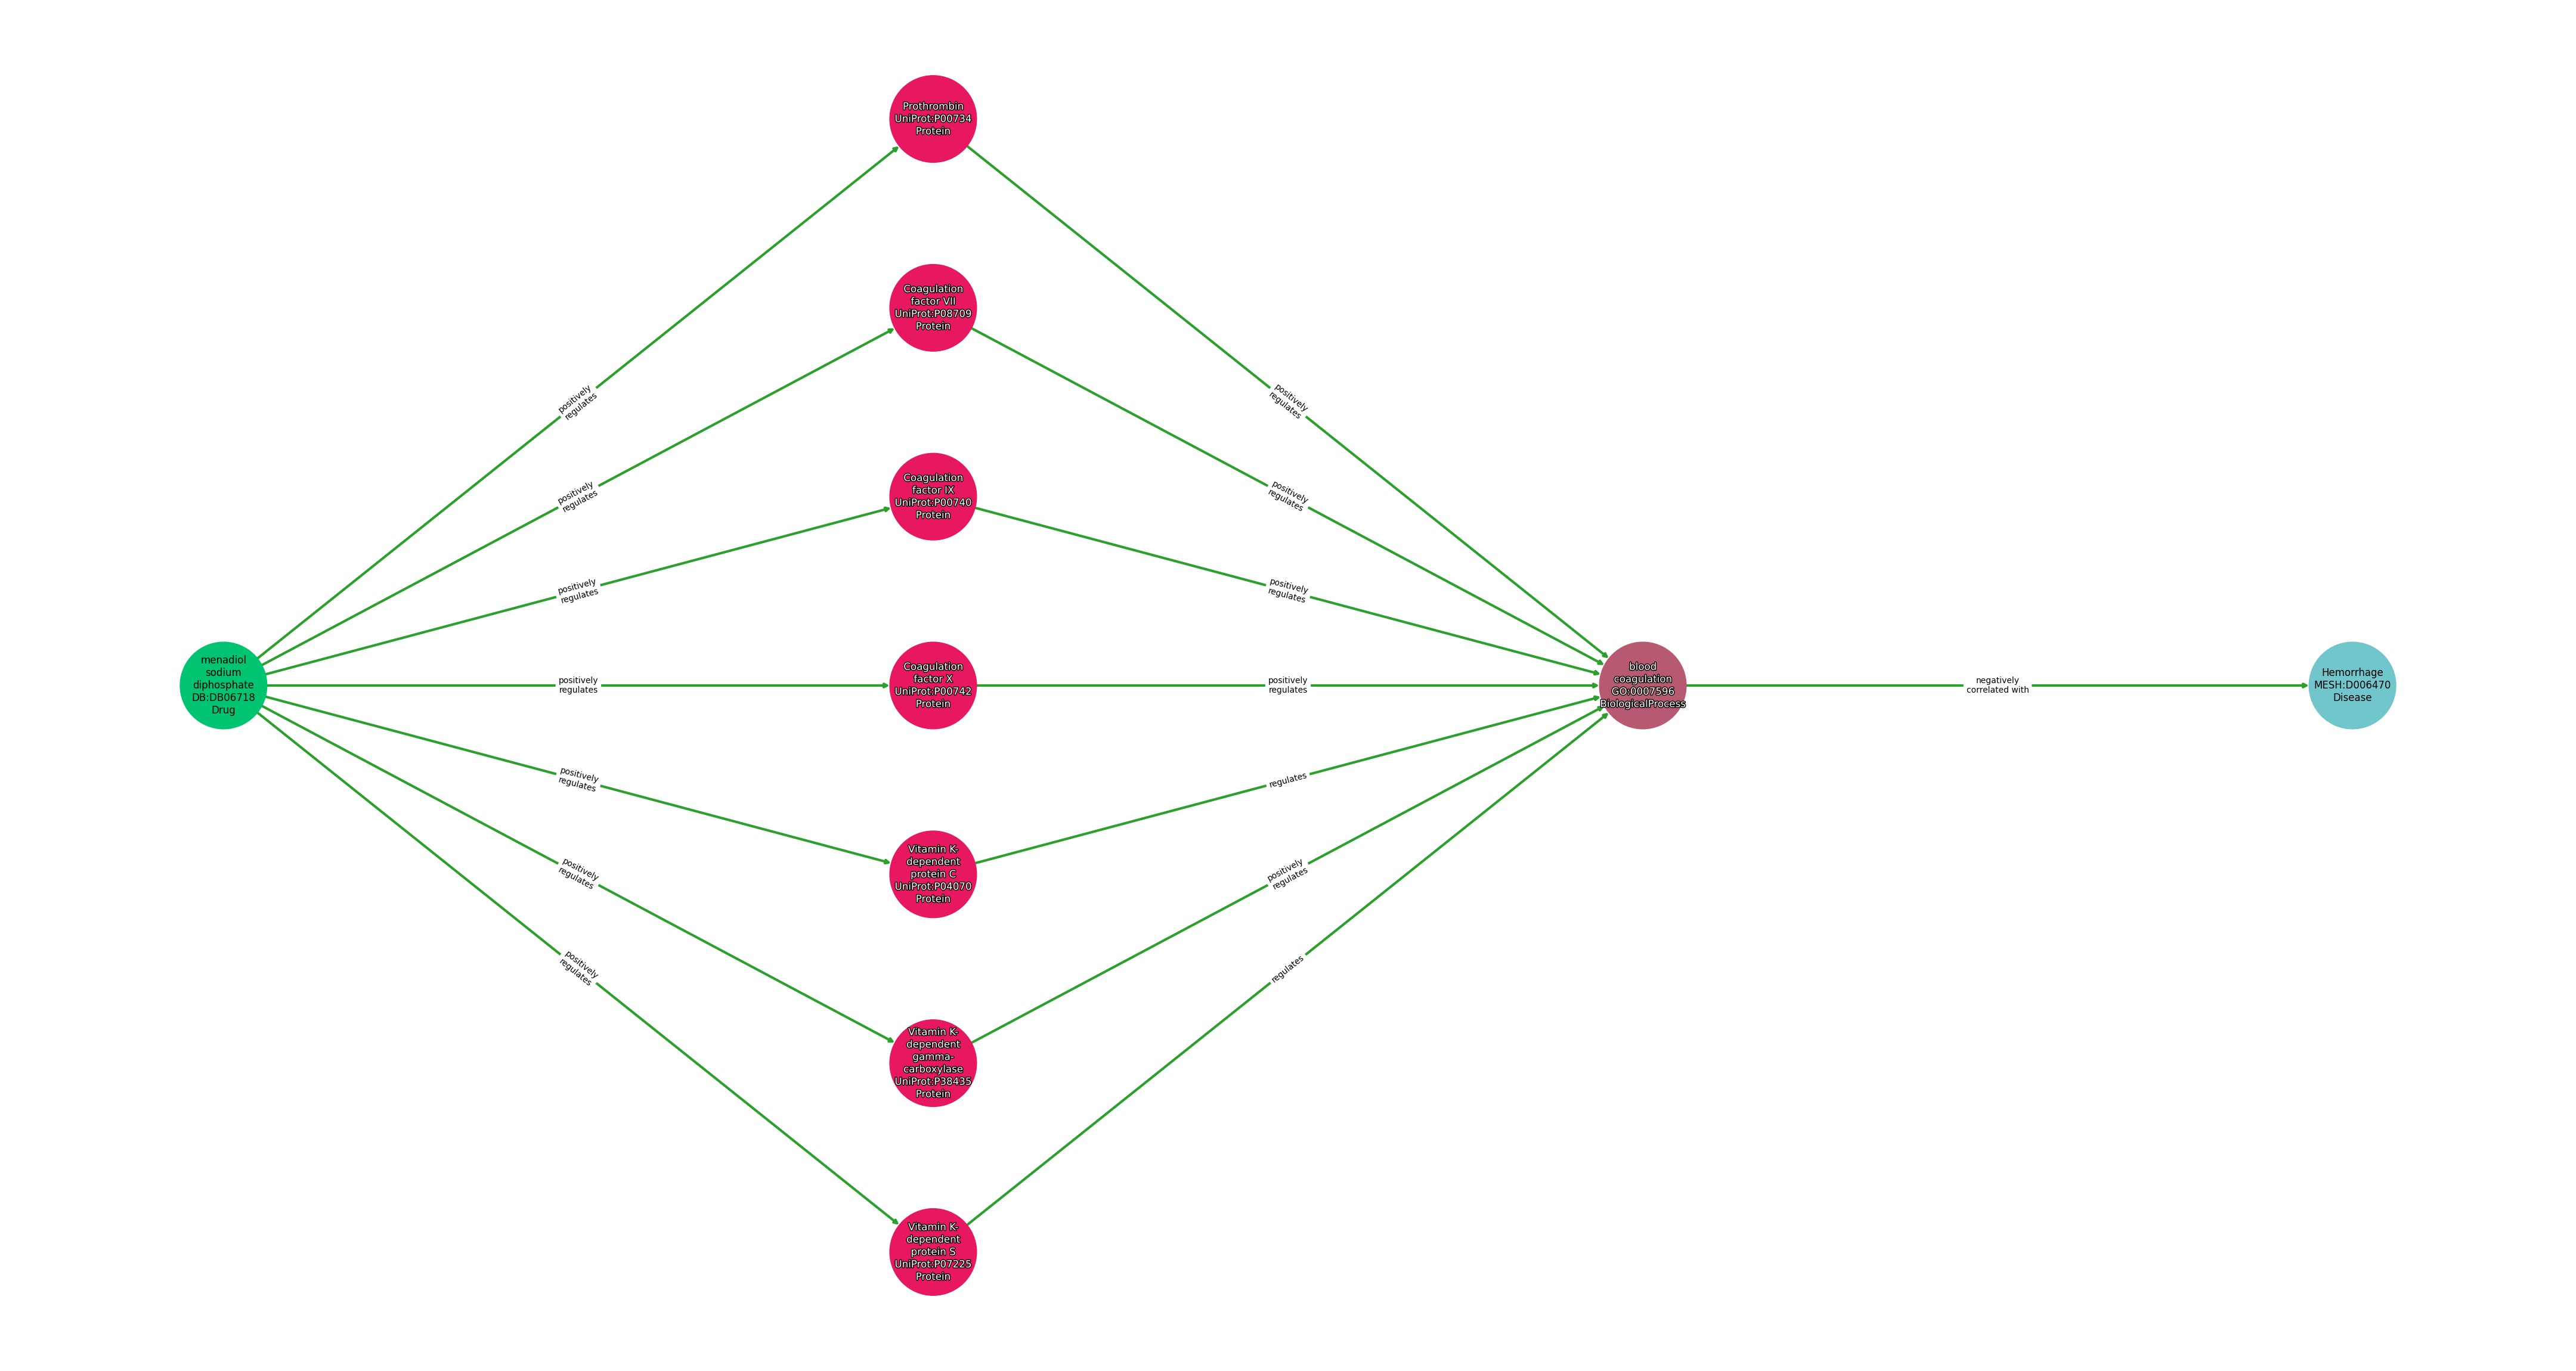 Prothrombin
UniProt:P00734
Protein
Coagulation
factor VII
UniProt:P08709
Protein
positively
regulates
positively
regulates
Coagulation
factor IX
UniProt:P00740
Protein
positively
regulates
positively
regulates
positively
regulates
positively
regulates
menadiol
sodium
diphosphate
DB:DB06718
Drug
positively
regulates
Coagulation
factor X
UniProt:P00742
Protein
positively
regulates
blood
coagulation
GO:0007596
BiologicalProcess
negatively
correlated with
Hemorrhage
MESH:D006470
Disease
positively
regulates
regulates
Vitamin K-
dependent
protein C
UniProt:P04070
Protein
positively
regulates
positively
regulates
positively
regulates
regulates
Vitamin K-
dependent
gamma-
carboxylase
UniProt:P38435
Protein
Vitamin K-
dependent
protein S
UniProt:P07225
Protein